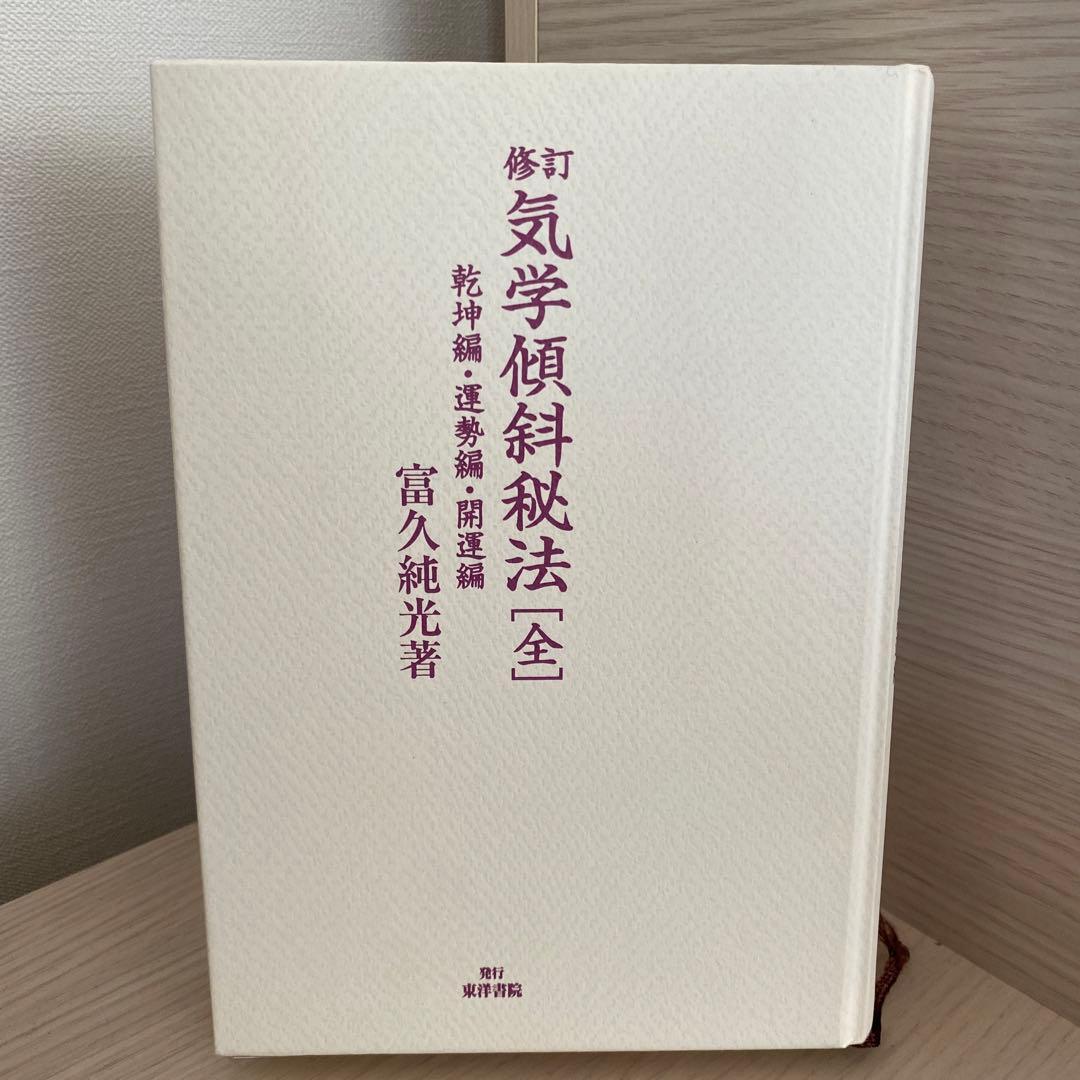 修訂
気学傾斜秘法［全］
乾坤編・運勢編・開運編
富久純光著
発行
東洋書院